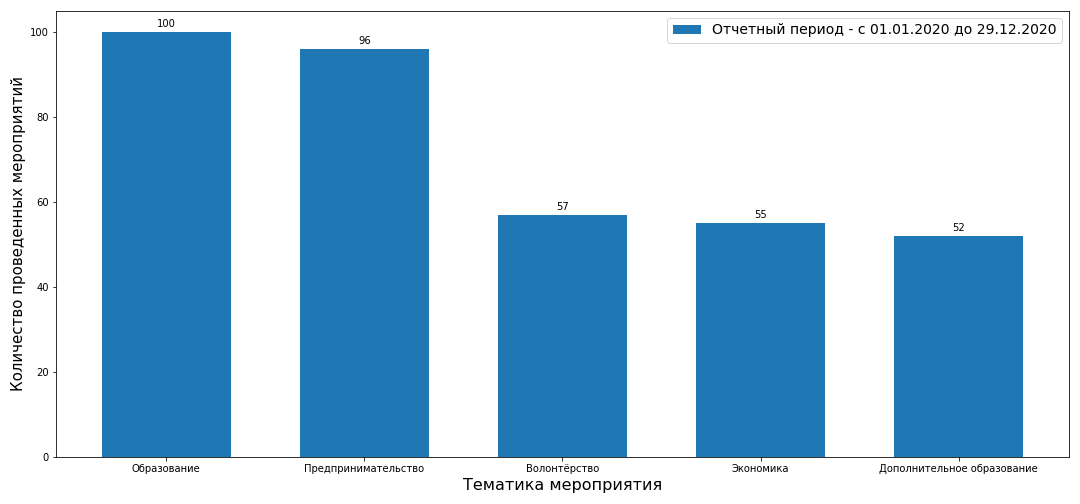 Отчетный период - с 01.01.2020 до 29.12.2020
Количество проведенных мероприятий
100
80
60
40
20
0
100
96
57
55
52
Образование
Предпринимательство
Волонтёрство
Экономика
Дополнительное образование
Тематика мероприятия